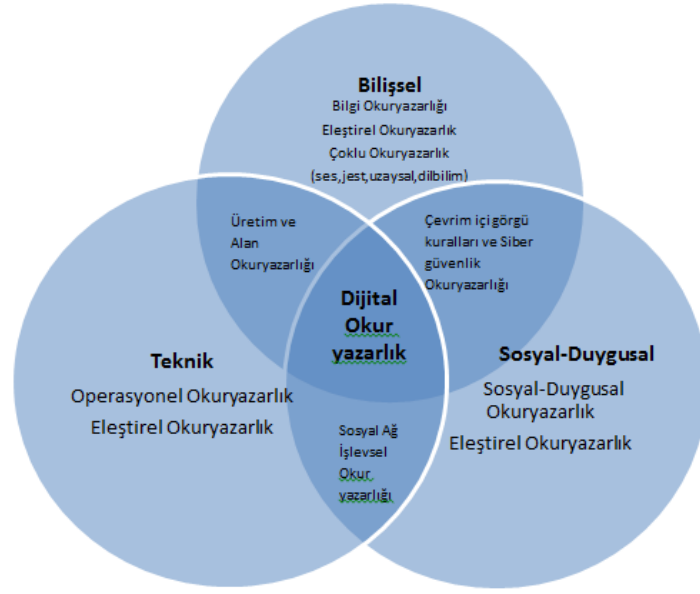 Bilişsel
Bilgi Okuryazarlığı
Eleştirel Okuryazarlık
Çoklu Okuryazarlık
(ses,jest,uzaysal,dilbilim)
Üretim ve
Alan
Okuryazarlığı
Çevrim içi görgü
kuralları ve Siber
güvenlik
Okuryazarlığı
Dijital
Okur
yazarlık
Teknik
Operasyonel Okuryazarlık
Eleştirel Okuryazarlık
Sosyal-Duygusal
Sosyal-Duygusal
Okuryazarlık
Eleştirel Okuryazarlık
Sosyal Ağ
İşlevsel
Okur
yazarlığı